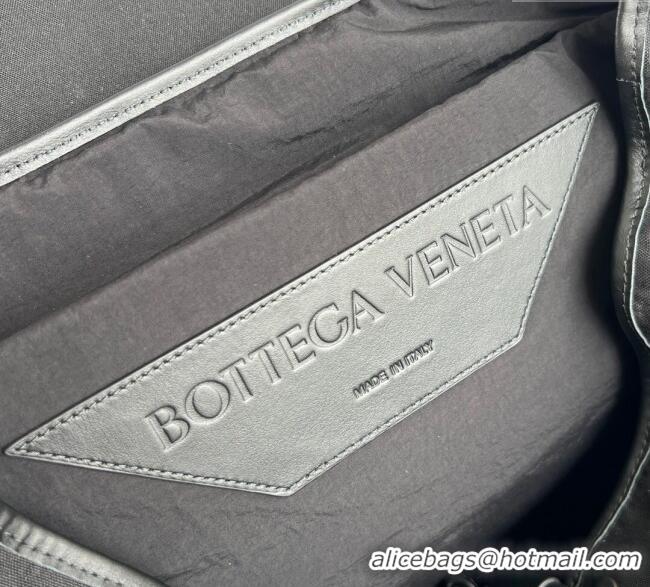 BOTTEGA VENETA
MADE IN ITALY
alicebags@hotmail.com